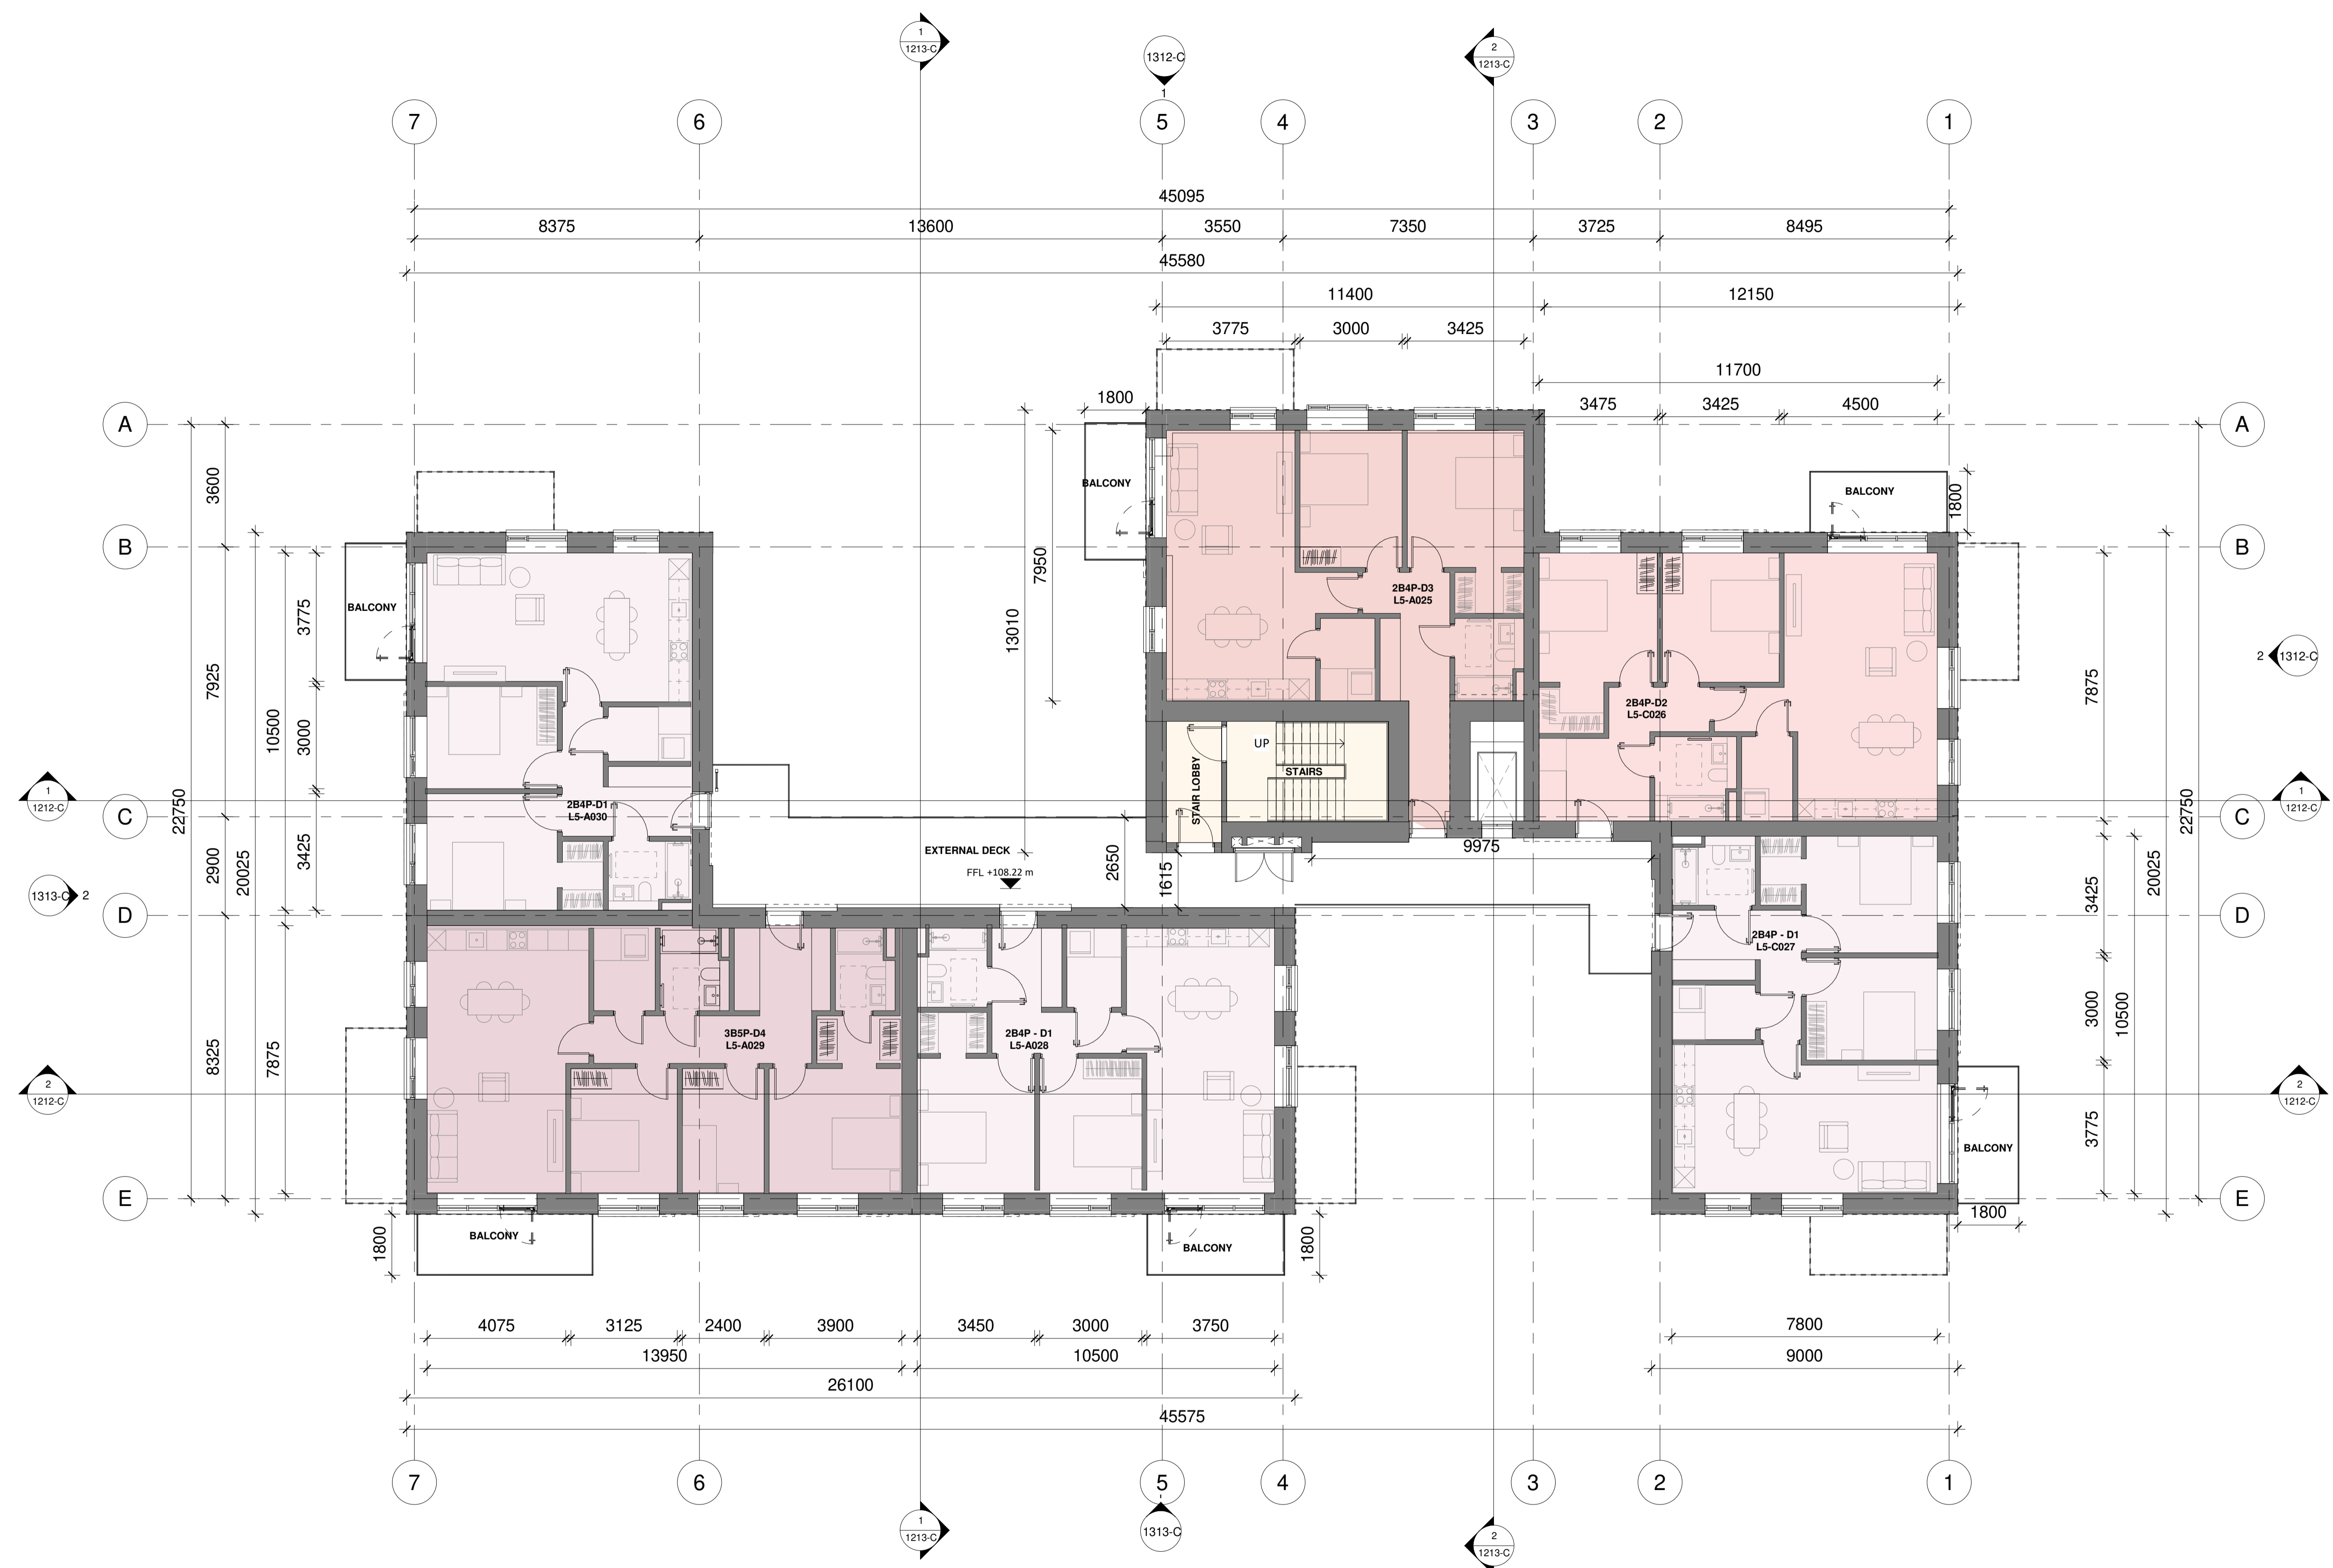 1
1213-C
1312-C
1
2
1213-C
7
6
5
4
3
2
1
45095
8375
13600
3550
7350
3725
8495
45580
11400
12150
3775
3000
3425
11700
1800
3475
3425
4500
A
A
BALCONY
BALCONY
1800
3600
B
B
7950
2B4P-D3
L5-A025
BALCONY
3775
13010
7925
10500
3000
22750
2B4P-D2
L5-C026
2
1312-C
7875
UP
STAIRS
STAIR LOBBY
1
1212-C
1
1212-C
C
C
2B4P-D1
L5-A030
22750
EXTERNAL DECK
FFL +108.22 m
2650
1615
9975
2900
20025
3425
3425
20025
1313-C
2
D
D
2B4P - D1
L5-C027
3B5P-D4
L5-A029
2B4P - D1
L5-A028
8325
7875
3000
10500
2
1212-C
2
1212-C
3775
BALCONY
E
E
1800
BALCONY
BALCONY
1800
1800
4075
3125
2400
3900
3450
3000
3750
7800
13950
10500
9000
26100
45575
7
6
5
4
3
2
1
1
1213-C
1313-C
2
1213-C